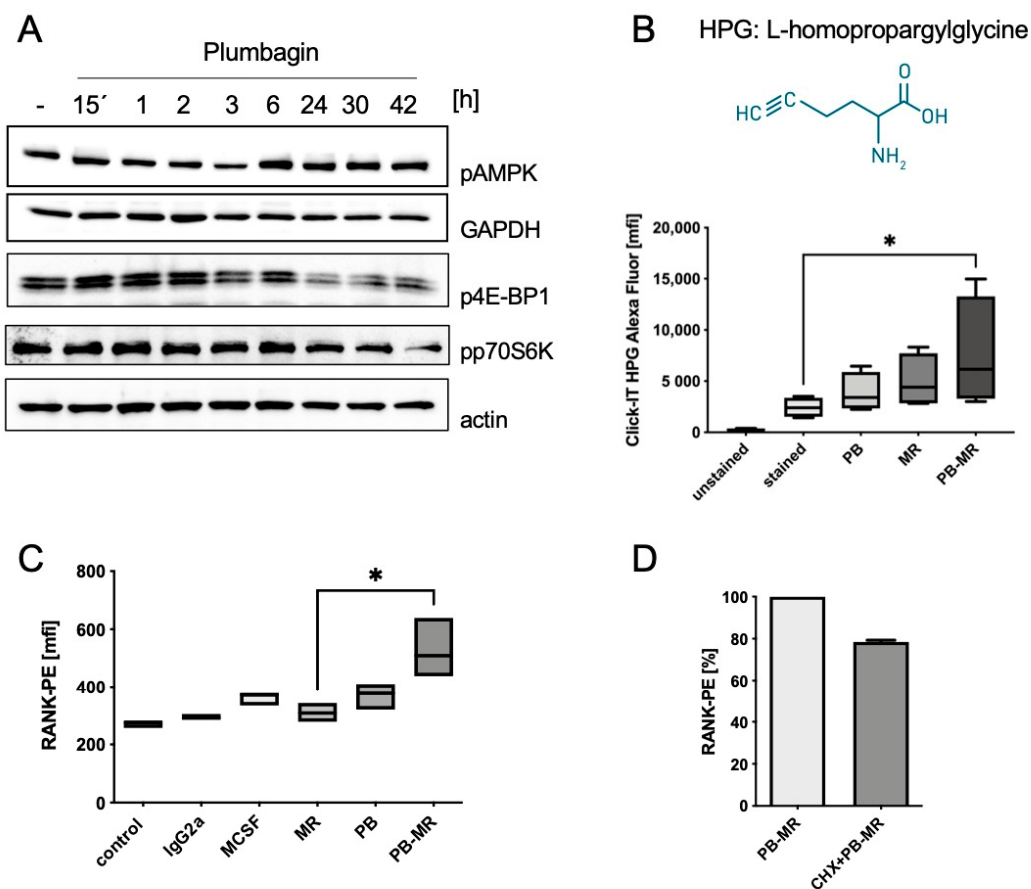 A
Plumbagin
- 15´ 1 2 3 6 24 30 42 [h]
pAMPK
GAPDH
p4E-BP1
pp70S6K
actin
B
HPG: L-homopropargylglycine
HC C O OH NH2
Click-IT HPG Alexa Fluor [mfi]
20,000
15,000
10,000
5 000
0
*
unstained
stained
PB
MR
PB-MR
C
RANK-PE [mfi]
800
600
400
200
0
*
control
IgG2a
MCSF
MR
PB
PB-MR
D
RANK-PE [%]
100
80
60
40
20
0
PB-MR
CHX+PB-MR